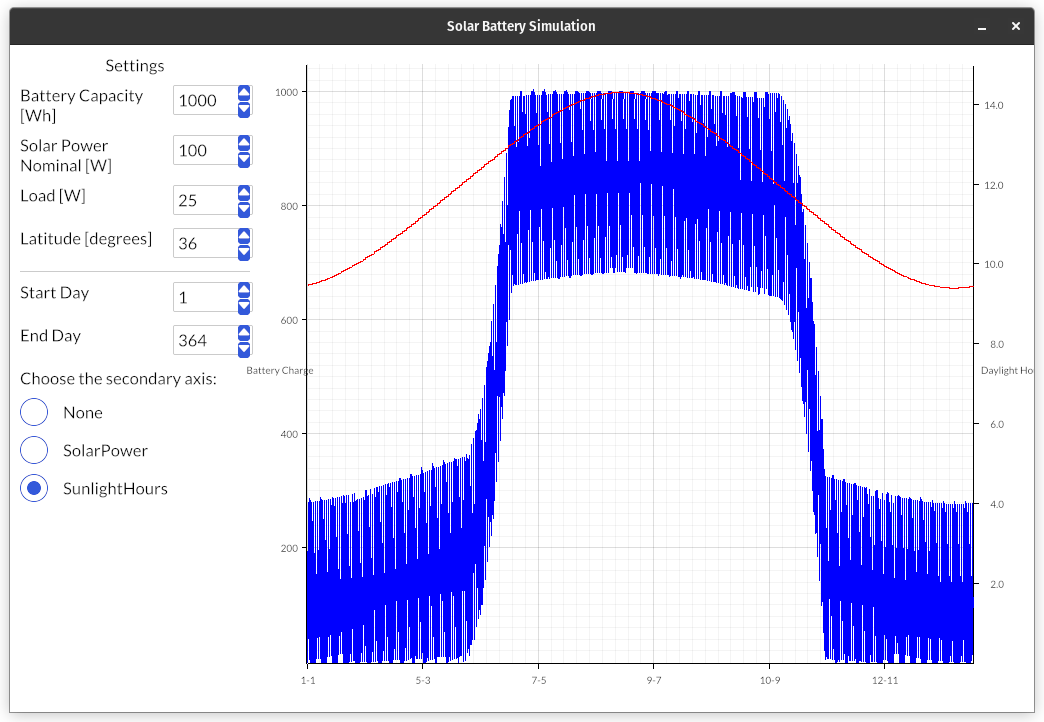 Solar Battery Simulation
Settings
Battery Capacity
[Wh]
1000
Solar Power
Nominal [W]
100
Load [W]
25
Latitude [degrees]
36
Start Day
1
End Day
364
Choose the secondary axis:
None
SolarPower
SunlightHours
1000
800
600
400
200
Battery Charge
1-1
5-3
7-5
9-7
10-9
12-11
14.0
12.0
10.0
8.0
6.0
4.0
2.0
Daylight Ho